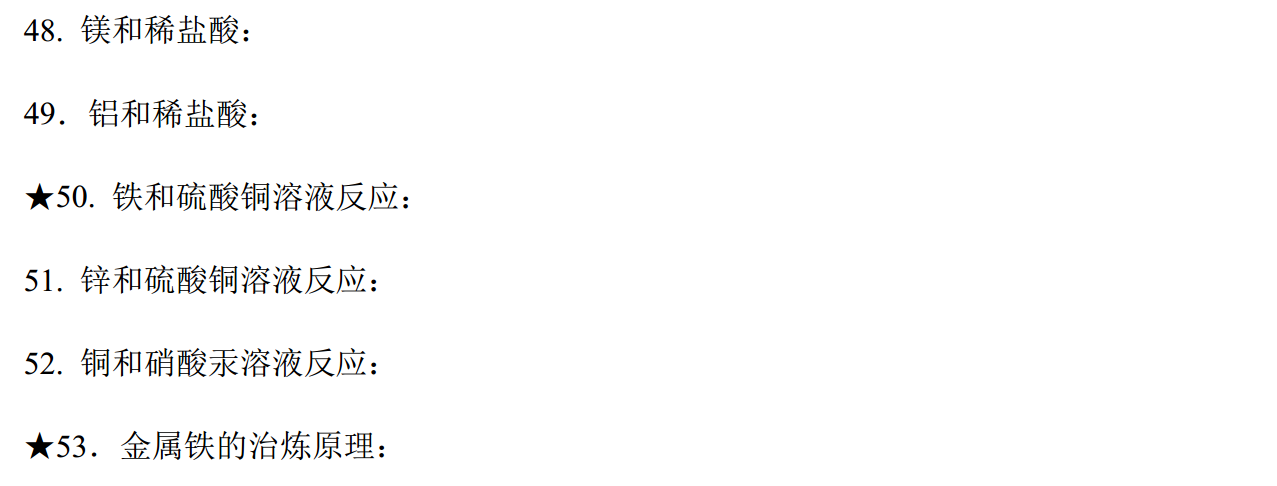 48. 镁和稀盐酸：
49．铝和稀盐酸：
★50. 铁和硫酸铜溶液反应：
51. 锌和硫酸铜溶液反应：
52. 铜和硝酸汞溶液反应：
★53．金属铁的治炼原理：